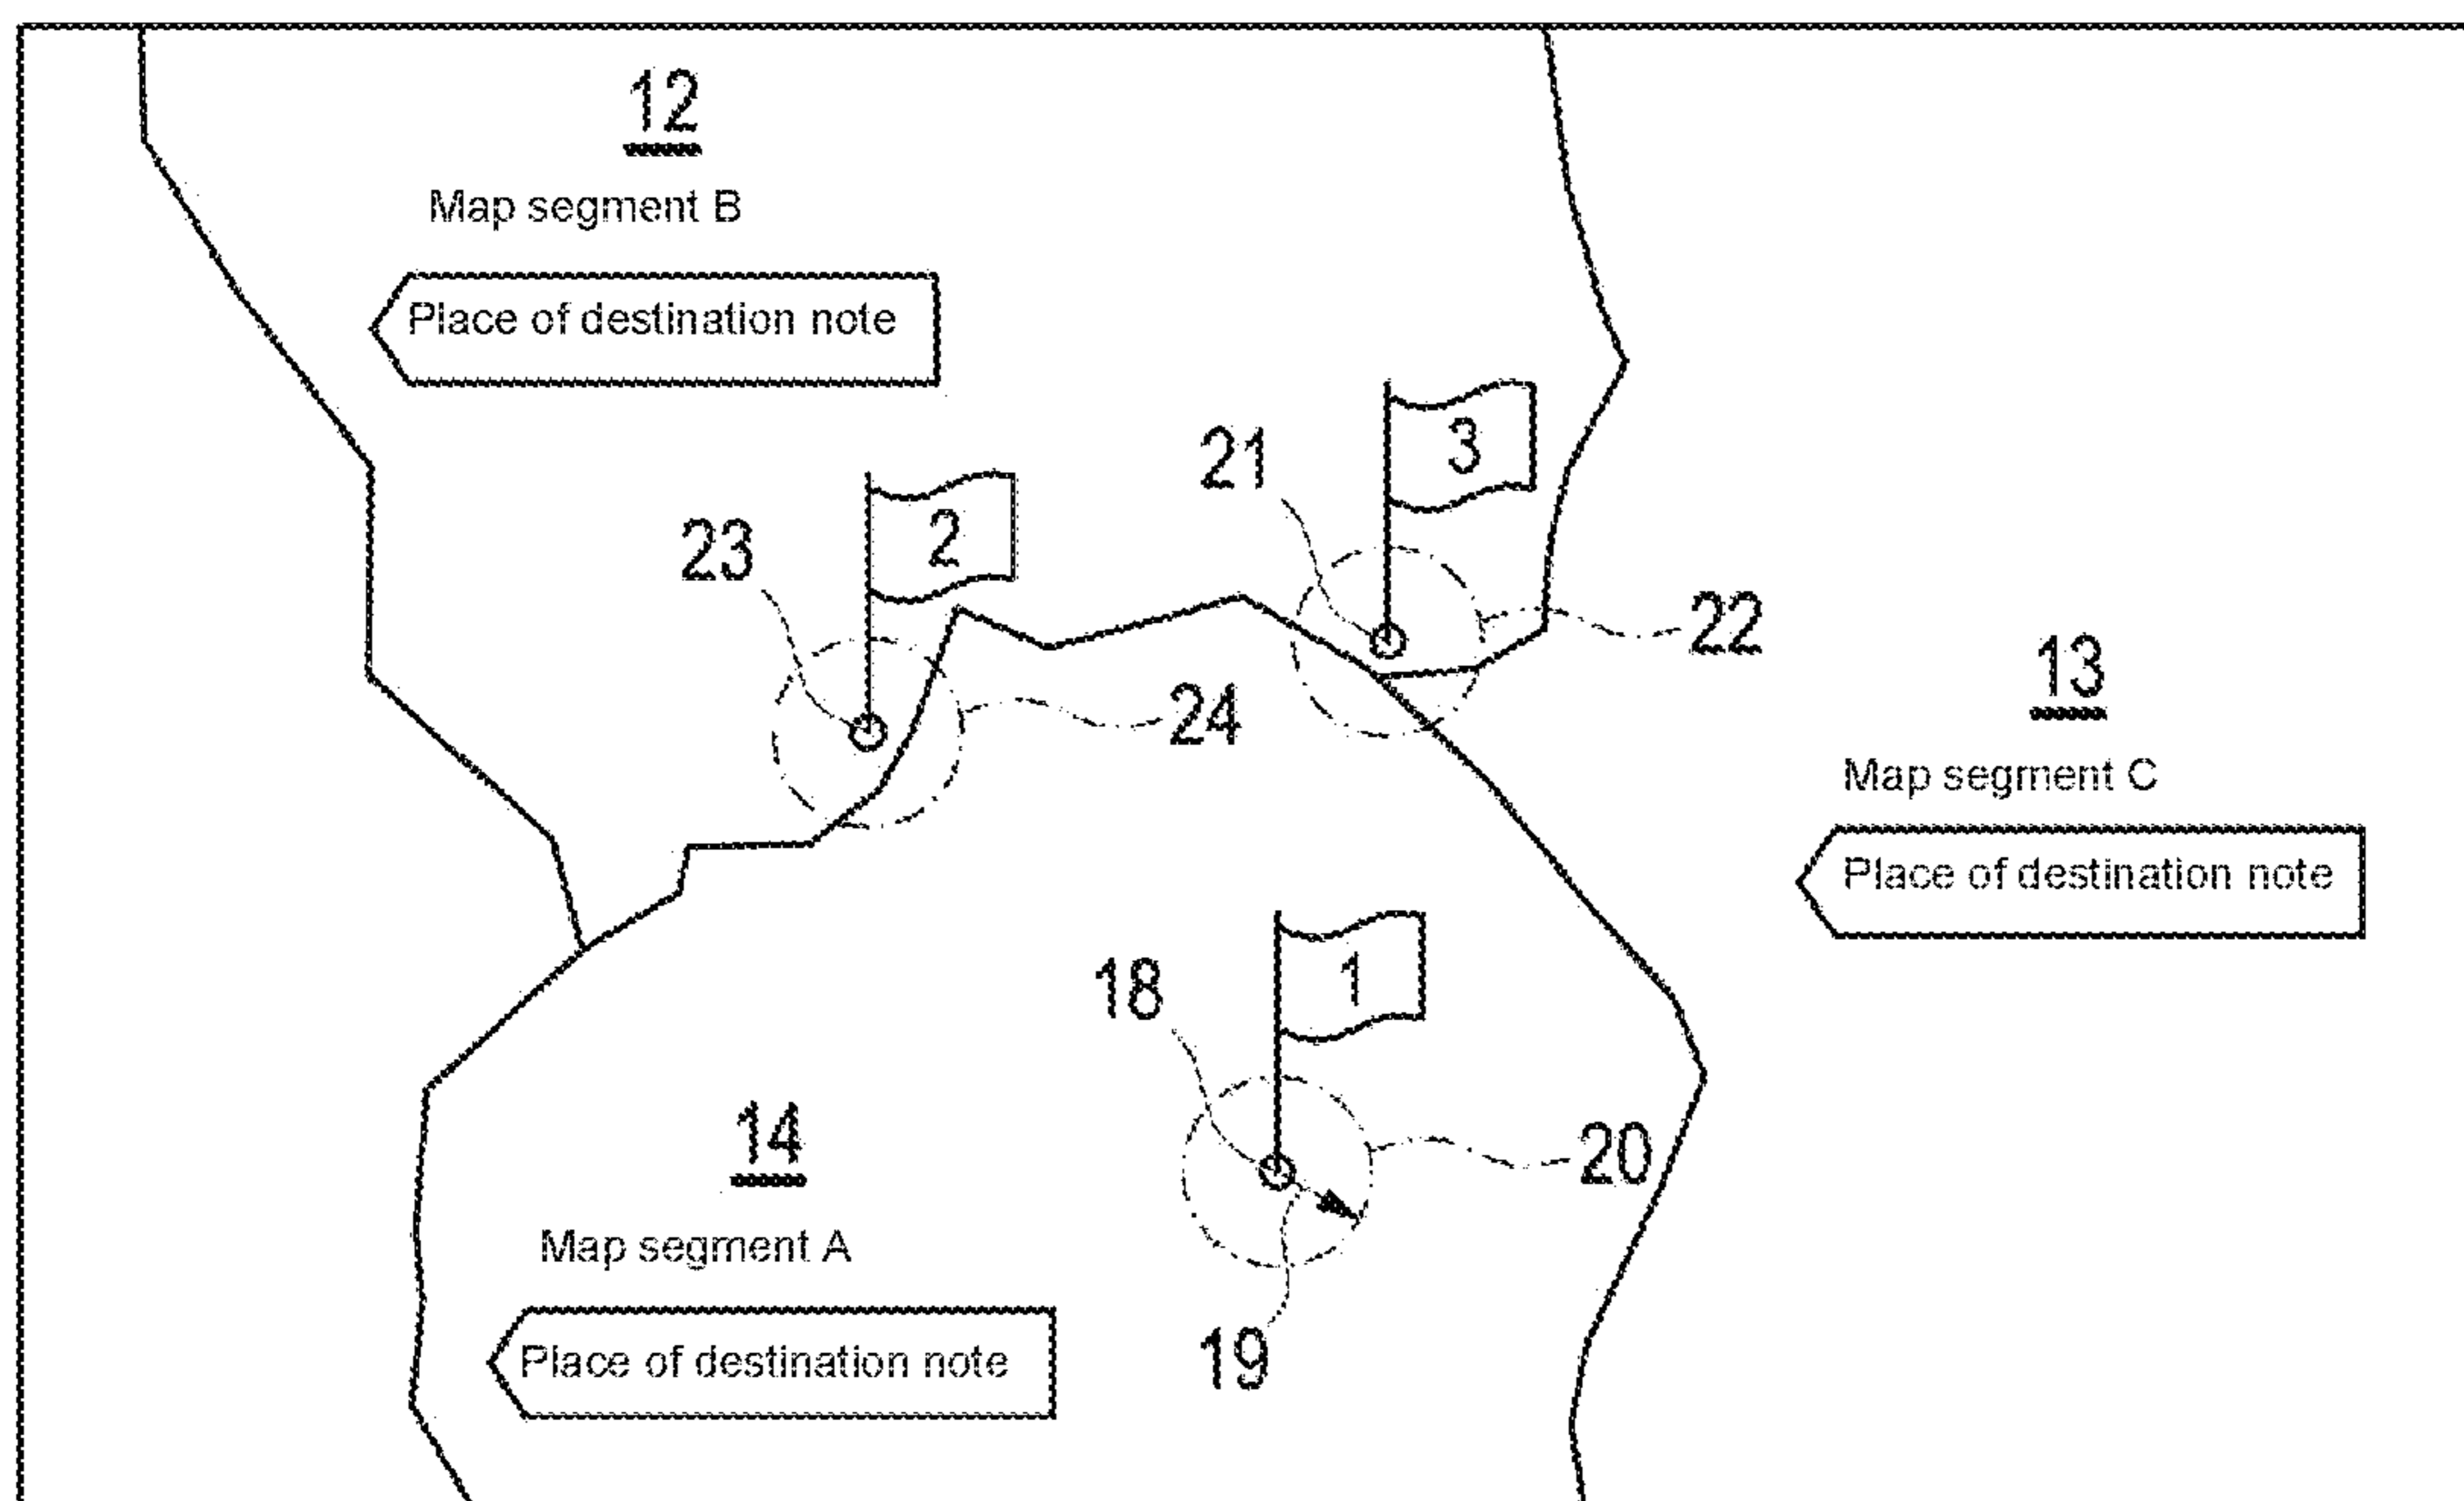 12
Map segment B
Place of destination note
3
21
2
23
22
13
24
Map segment C
Place of destination note
1
18
14
20
Map segment A
19
Place of destination note